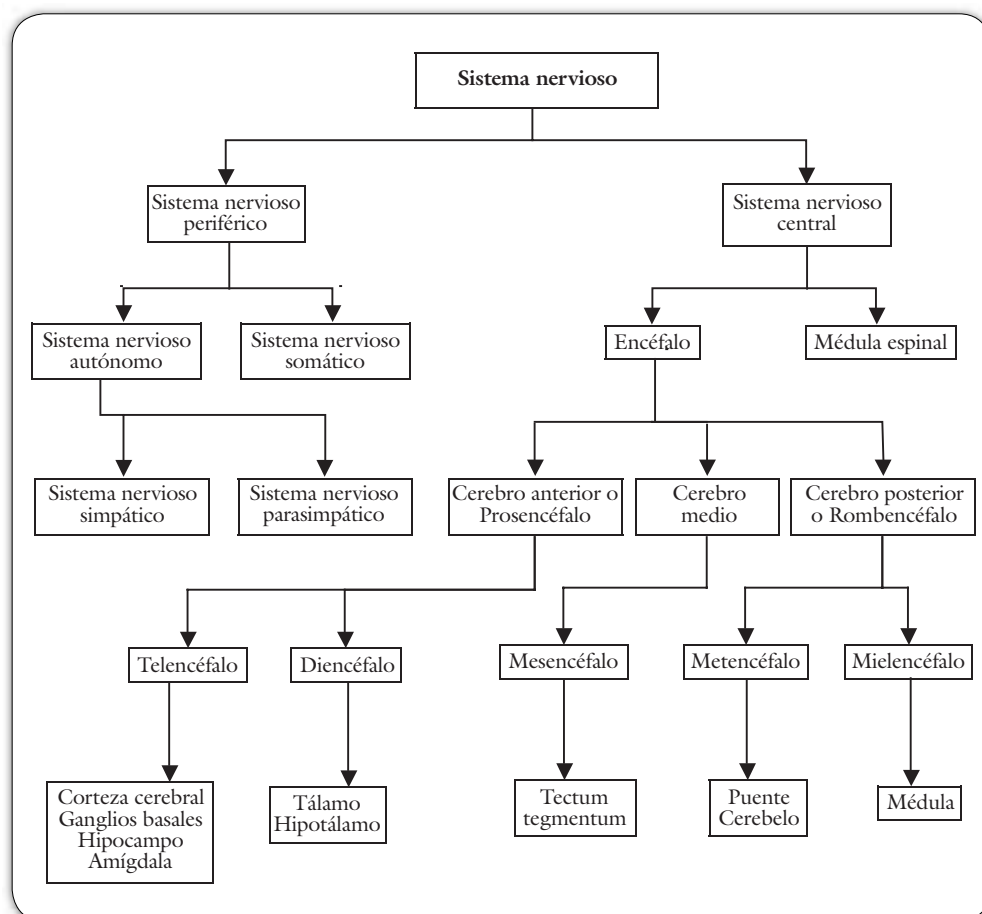 Sistema nervioso
Sistema nervioso
periférico
Sistema nervioso
central
Sistema nervioso
autónomo
Sistema nervioso
somático
Encéfalo
Médula espinal
Sistema nervioso
simpático
Sistema nervioso
parasimpático
Cerebro anterior o
Prosencéfalo
Cerebro
medio
Cerebro posterior
o Rombencéfalo
Telencéfalo
Diencéfalo
Mesencéfalo
Metencéfalo
Mielencéfalo
Corteza cerebral
Ganglios basales
Hipocampo
Amígdala
Tálamo
Hipotálamo
Tectum
tegmentum
Puente
Cerebelo
Médula